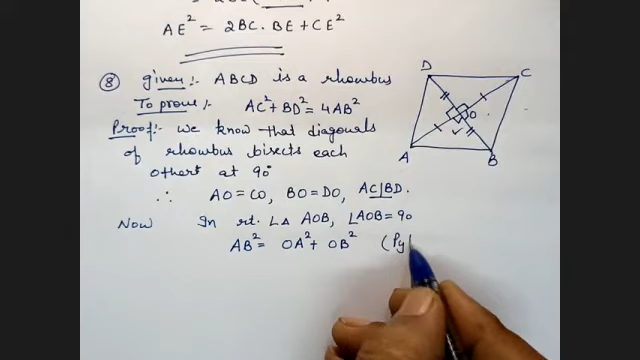 AE² = 2BC . BE + CE²
⑧ given :- ABCD is a rhombus
To prove :- AC² + BD² = 4AB²
Proof :- we know that diagonals
of rhombus bisects each
other at 90°
∴ AO = CO, BO = DO, AC⊥BD.
Now In rt. ∟△ AOB, ∟AOB = 90
AB² = OA² + OB² (Py
D
C
O
A
B